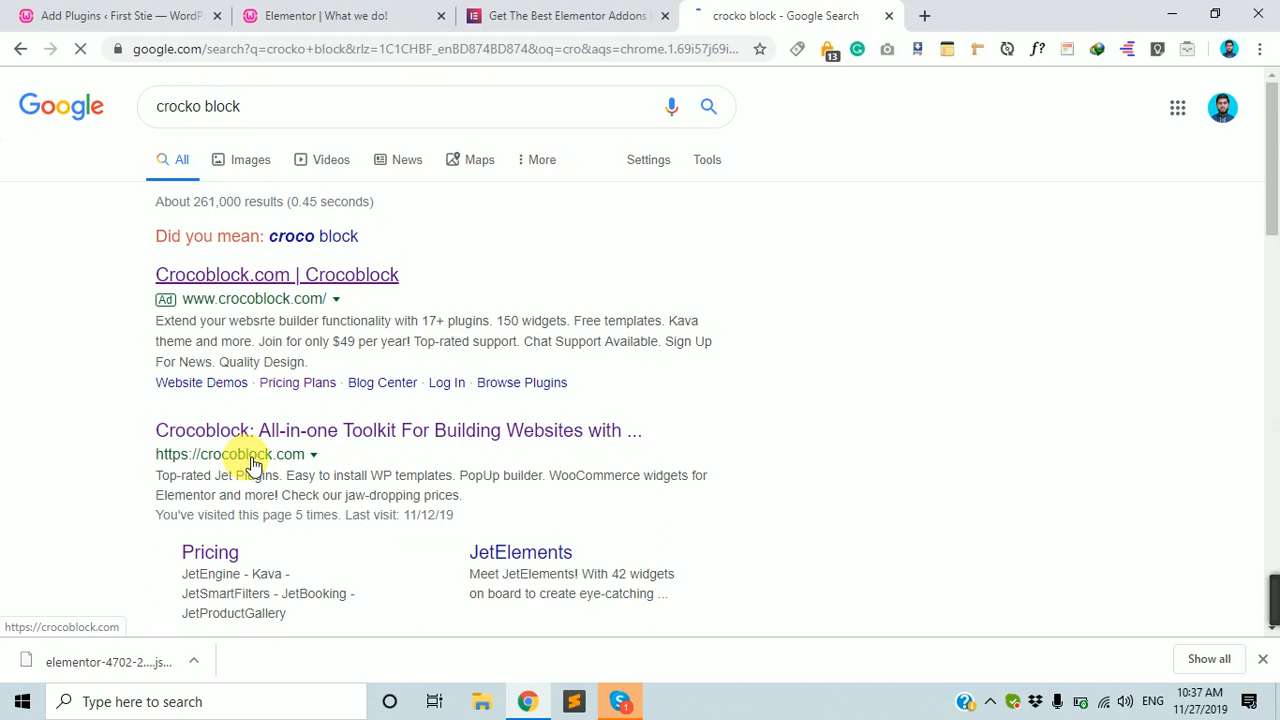 Add Plugins ‹ First Stie — WordP
Elementor | What we do!
Get The Best Elementor Addons |
crocko block - Google Search
google.com/search?q=crocko+block&rlz=1C1CHBF_enBD874BD874&oq=cro&aqs=chrome.1.69i57j69i...
13
f?
Google
crocko block
All
Images
Videos
News
Maps
More
Settings
Tools
About 261,000 results (0.45 seconds)
Did you mean: croco block
Crocoblock.com | Crocoblock
Ad www.crocoblock.com/
Extend your websrte builder functionality with 17+ plugins. 150 widgets. Free templates. Kava
theme and more. Join for only $49 per year! Top-rated support. Chat Support Available. Sign Up
For News. Quality Design.
Website Demos · Pricing Plans · Blog Center · Log In · Browse Plugins
Crocoblock: All-in-one Toolkit For Building Websites with ...
https://crocoblock.com
Top-rated Jet Plugins. Easy to install WP templates. PopUp builder. WooCommerce widgets for
Elementor and more! Check our jaw-dropping prices.
You've visited this page 5 times. Last visit: 11/12/19
Pricing
JetEngine - Kava -
JetSmartFilters - JetBooking -
JetProductGallery
JetElements
Meet JetElements! With 42 widgets
on board to create eye-catching ...
https://crocoblock.com
elementor-4702-2....js...
Show all
Type here to search
1
ENG
10:37 AM
11/27/2019